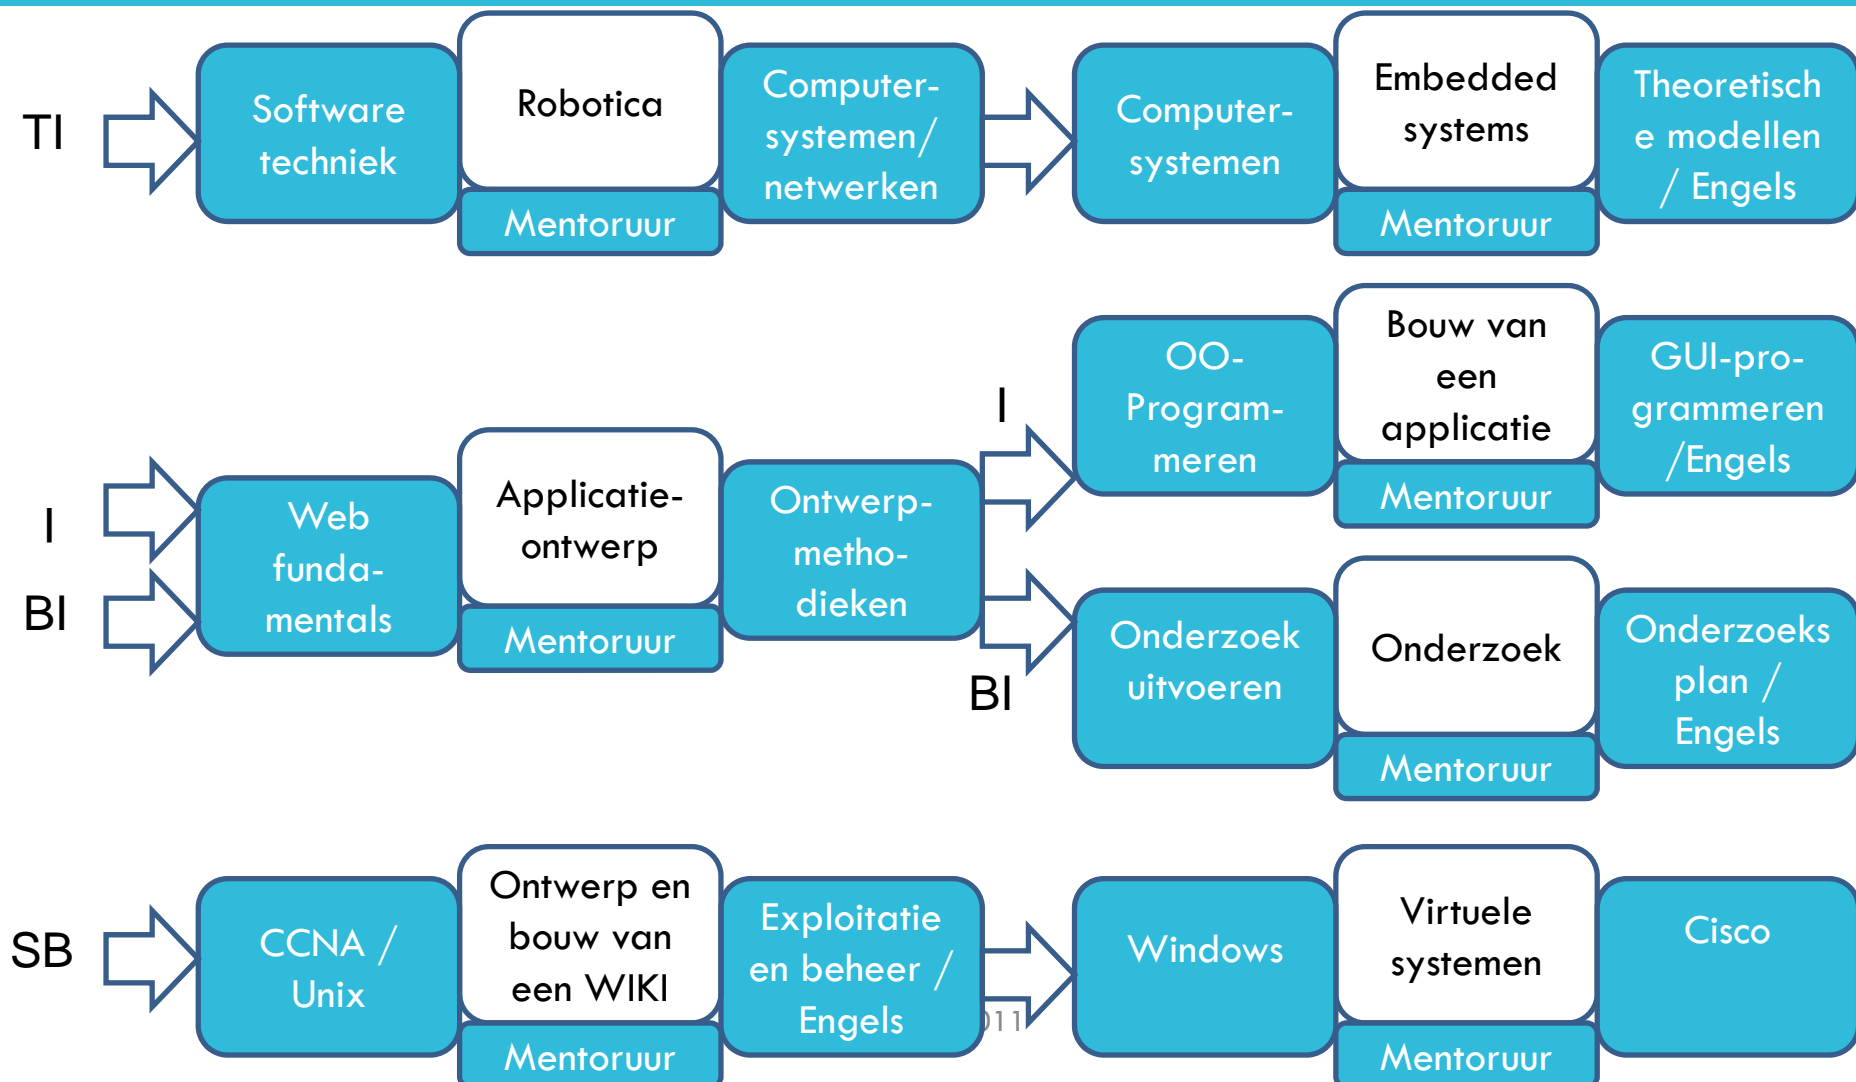 TI
Software
techniek
Robotica
Mentoruur
Computer-
systemen/
netwerken
Computer-
systemen
Embedded
systems
Mentoruur
Theoretisch
e modellen
/ Engels
I
BI
Web
funda-
mentals
Applicatie-
ontwerp
Mentoruur
Ontwerp-
metho-
dieken
I
OO-
Program-
meren
Bouw van
een
applicatie
Mentoruur
GUI-pro-
grammeren
/Engels
BI
Onderzoek
uitvoeren
Onderzoek
Mentoruur
Onderzoeks
plan /
Engels
SB
CCNA /
Unix
Ontwerp en
bouw van
een WIKI
Mentoruur
Exploitatie
en beheer /
Engels
Windows
Virtuele
systemen
Mentoruur
Cisco